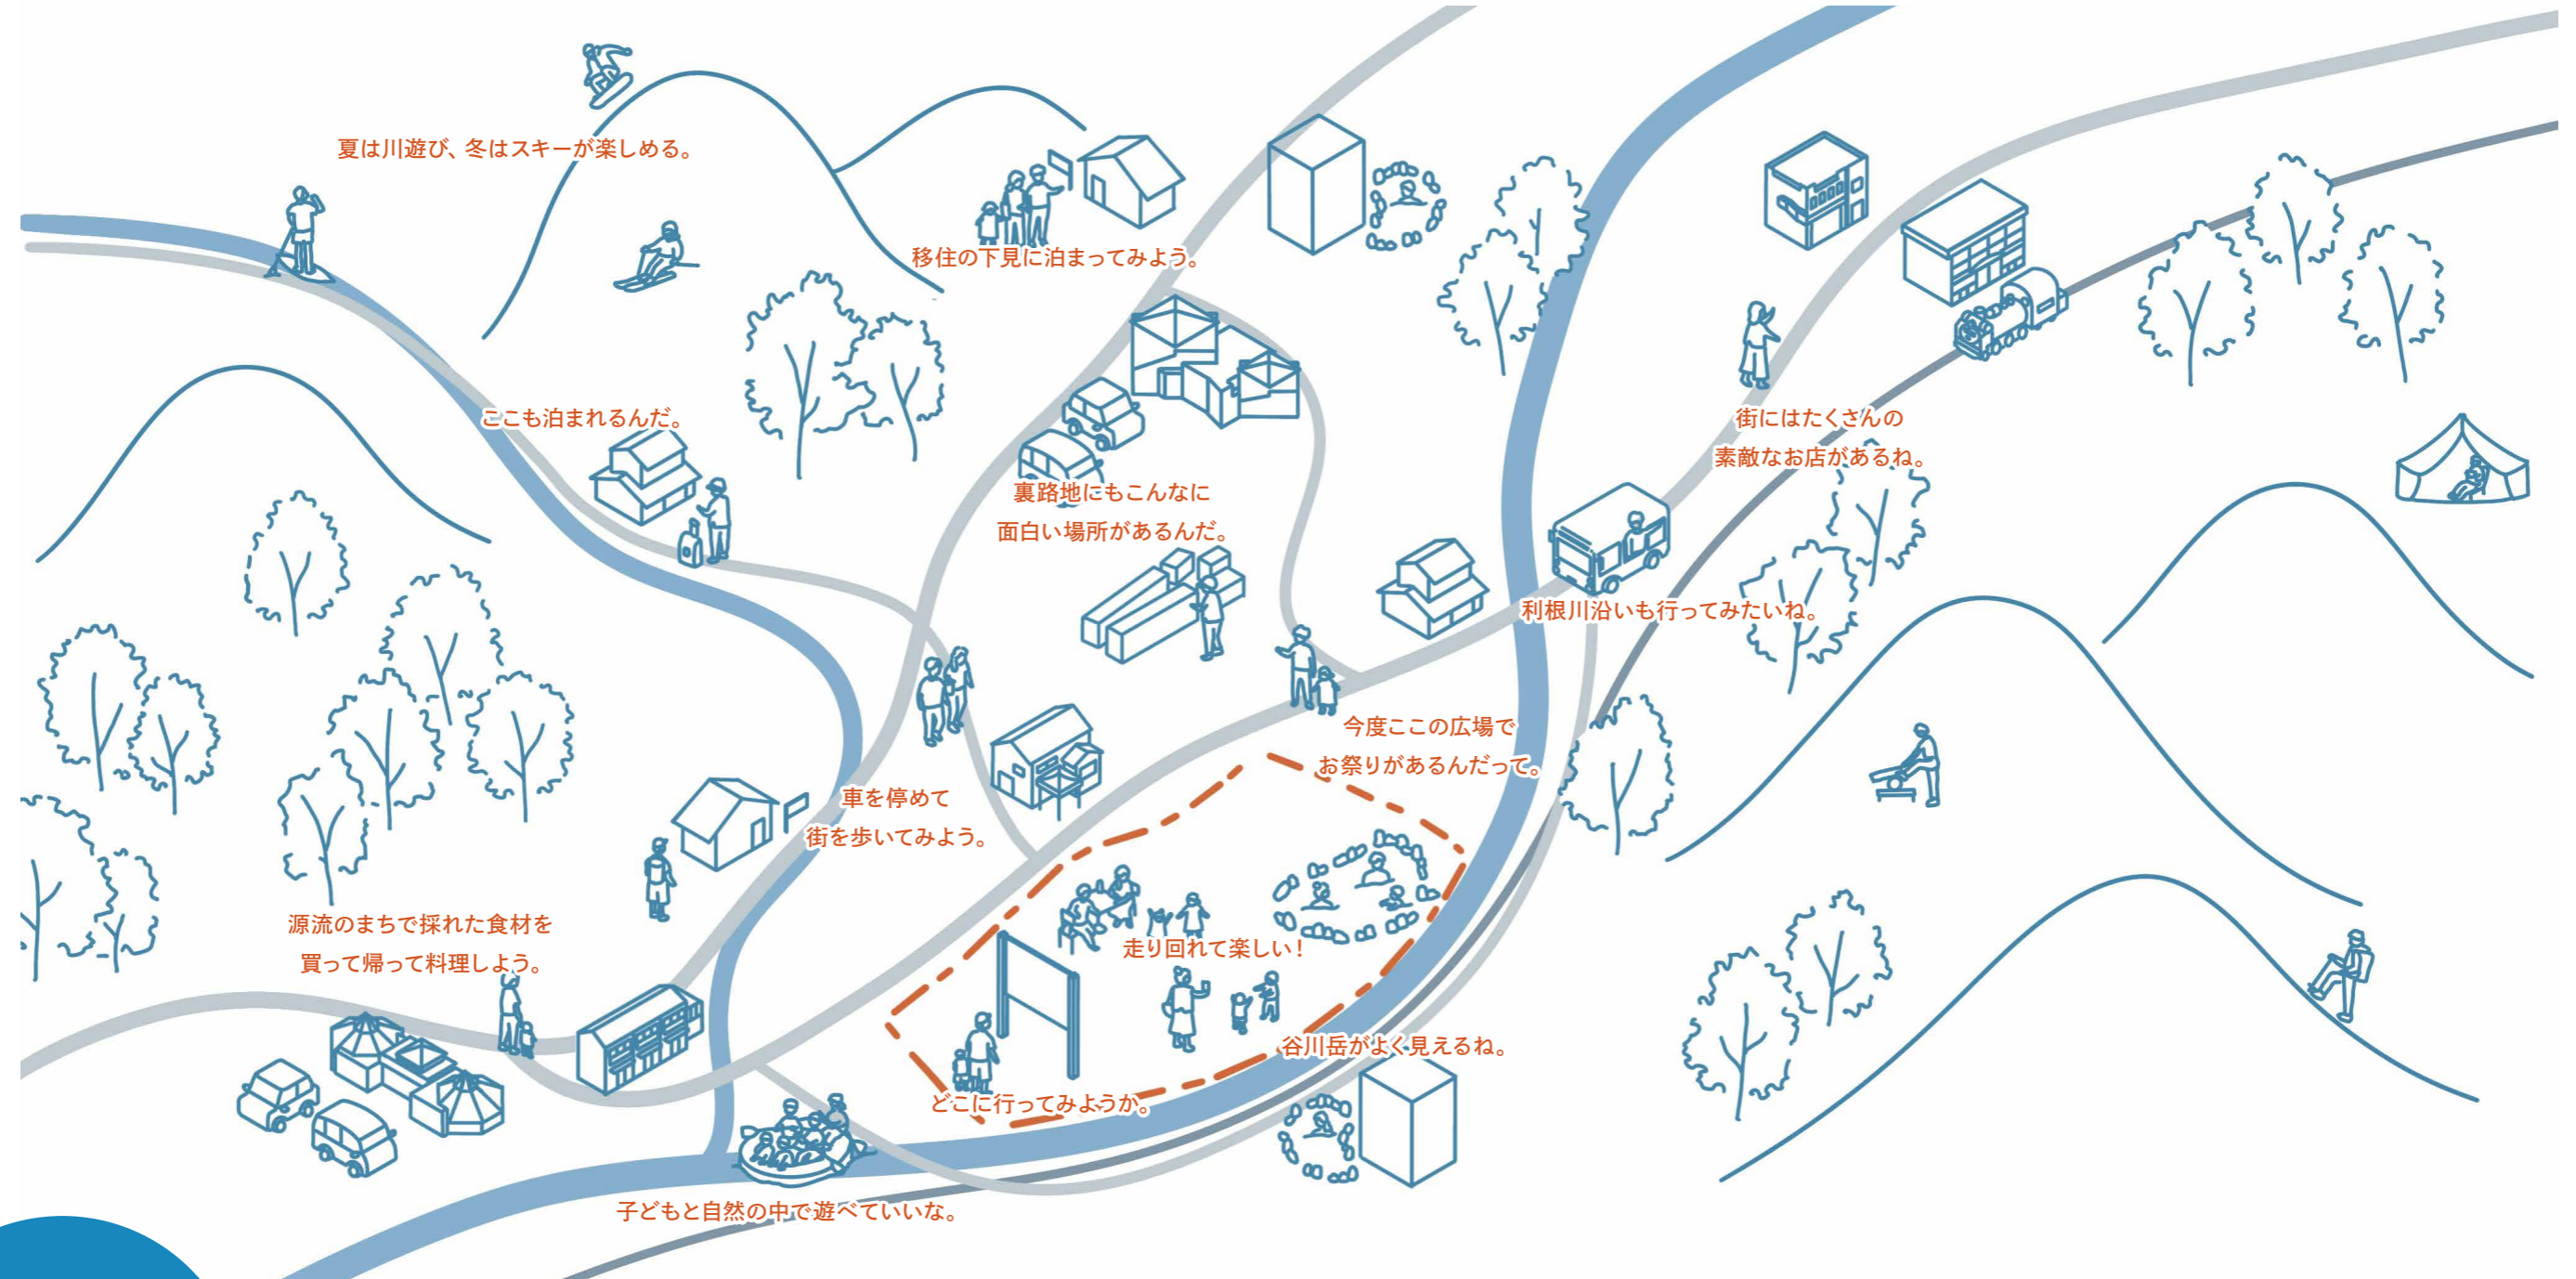 夏は川遊び、冬はスキーが楽しめる。
移住の下見に泊まってみよう。
ここも泊まれるんだ。
街にはたくさんの
素敵なお店があるね。
裏路地にもこんなに
面白い場所があるんだ。
利根川沿いも行ってみたいね。
今度ここの広場で
お祭りがあるんだって。
車を停めて
街を歩いてみよう。
源流のまちで採れた食材を
買って帰って料理しよう。
走り回れて楽しい！
谷川岳がよく見えるね。
どこに行ってみようか。
子どもと自然の中で遊べていいな。